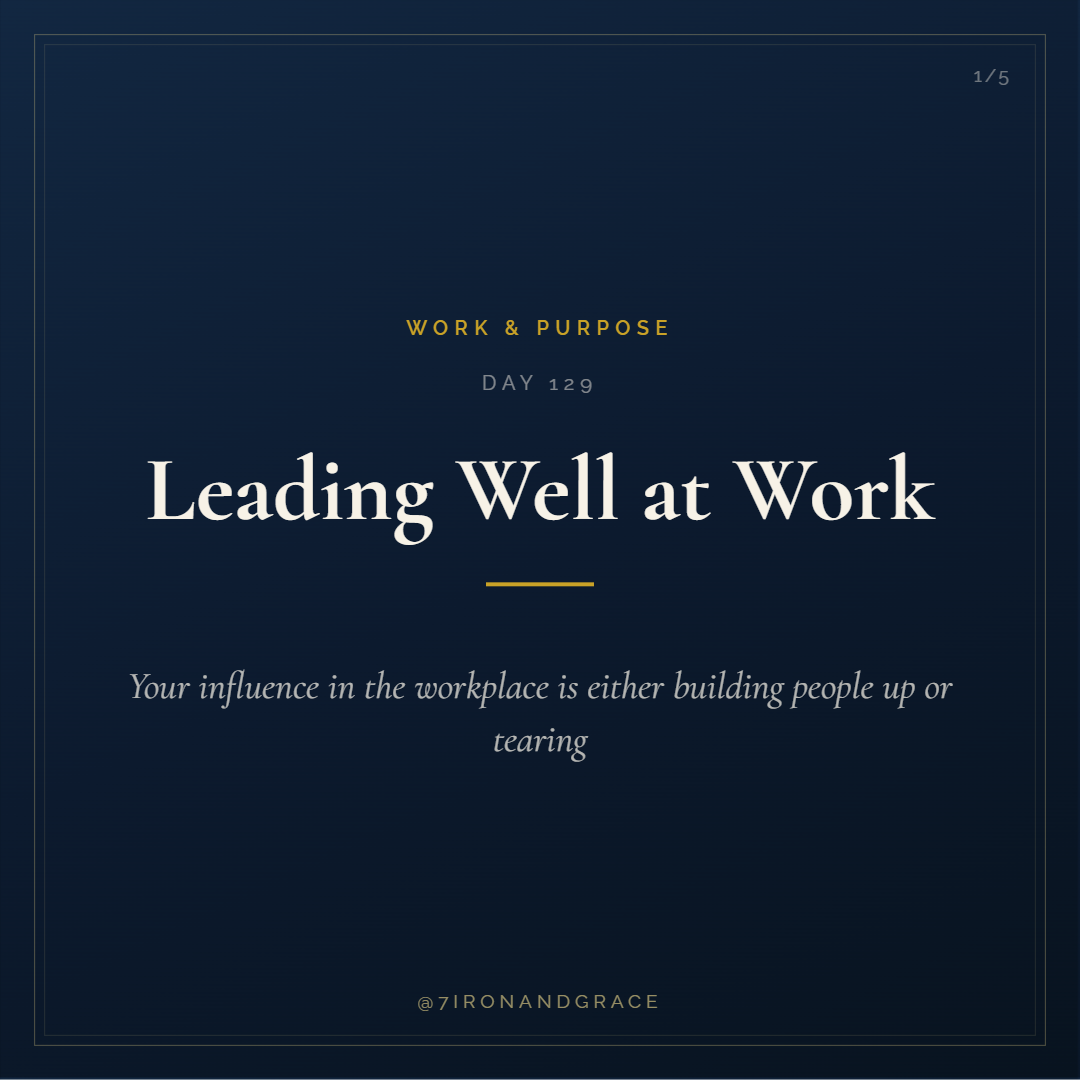 1/5
WORK & PURPOSE
DAY 129
Leading Well at Work
Your influence in the workplace is either building people up or
tearing
@7IRONANDGRACE